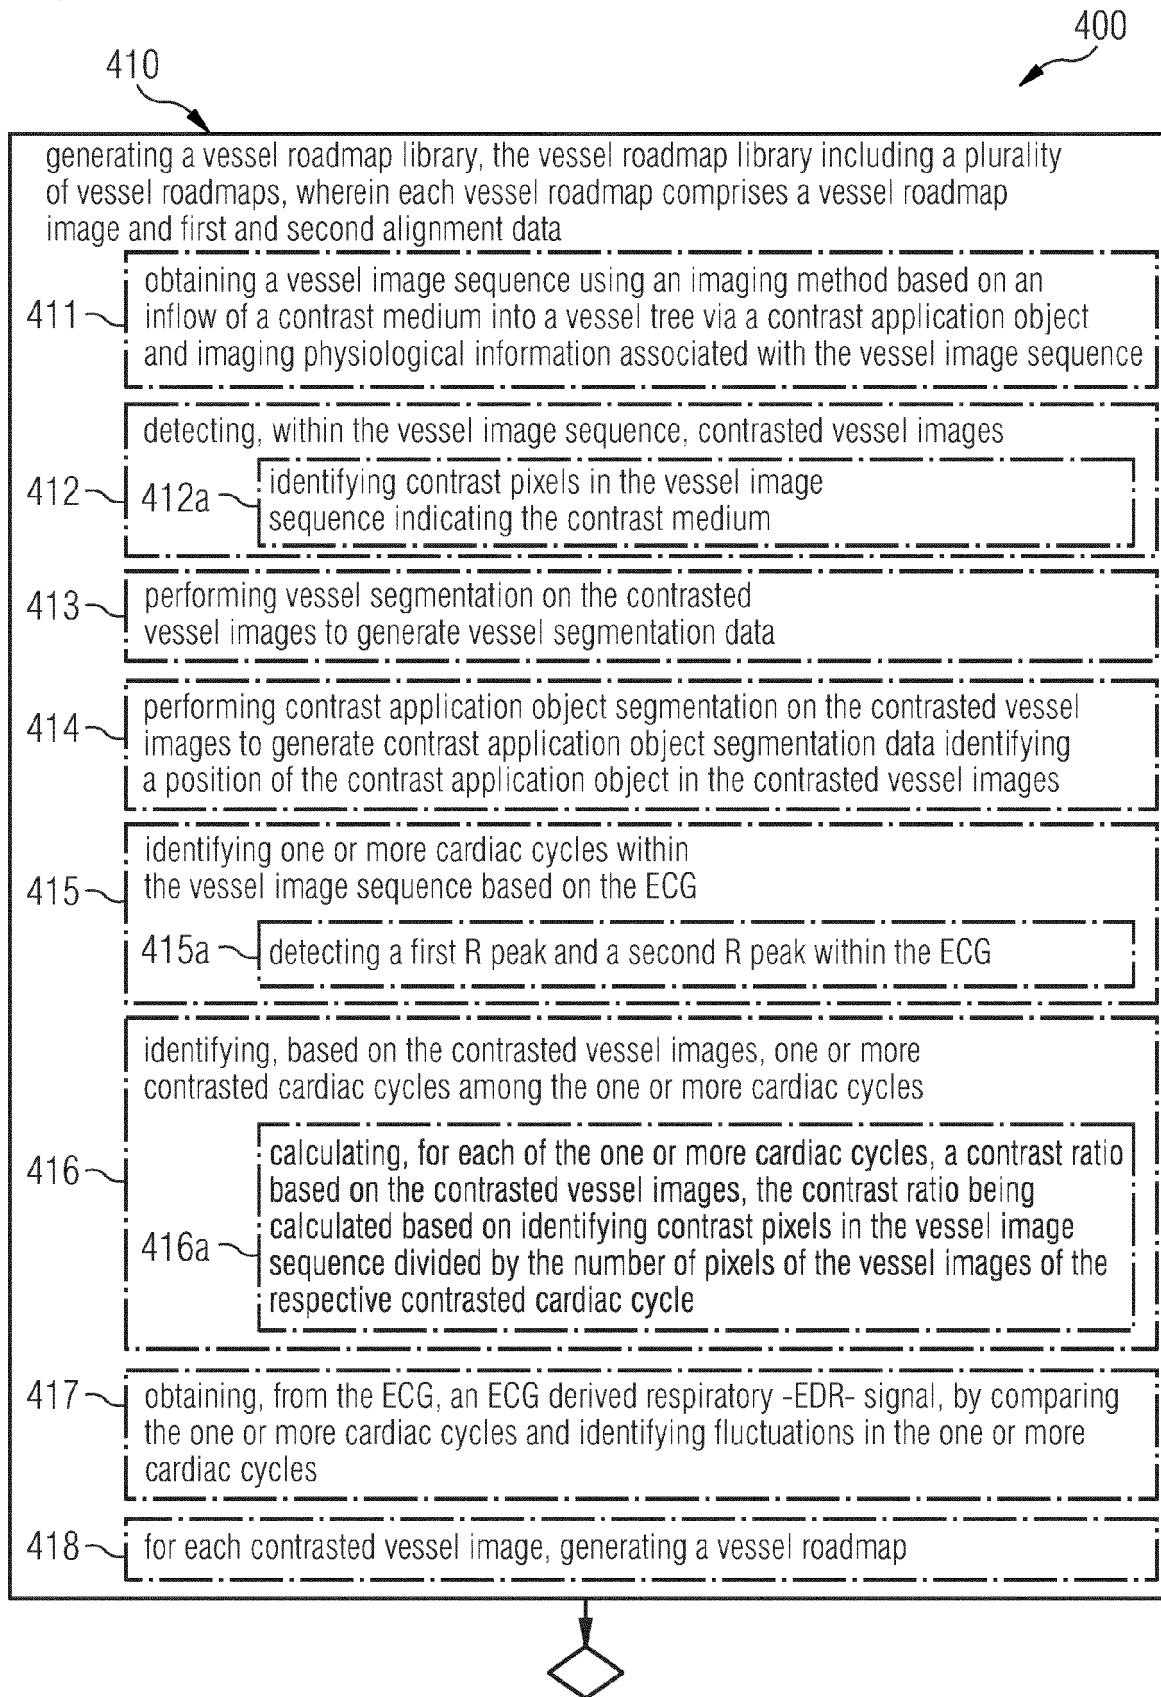 400
410
generating a vessel roadmap library, the vessel roadmap library including a plurality
of vessel roadmaps, wherein each vessel roadmap comprises a vessel roadmap
image and first and second alignment data
411
obtaining a vessel image sequence using an imaging method based on an
inflow of a contrast medium into a vessel tree via a contrast application object
and imaging physiological information associated with the vessel image sequence
412
detecting, within the vessel image sequence, contrasted vessel images
412a
identifying contrast pixels in the vessel image
sequence indicating the contrast medium
413
performing vessel segmentation on the contrasted
vessel images to generate vessel segmentation data
414
performing contrast application object segmentation on the contrasted vessel
images to generate contrast application object segmentation data identifying
a position of the contrast application object in the contrasted vessel images
415
identifying one or more cardiac cycles within
the vessel image sequence based on the ECG
415a
detecting a first R peak and a second R peak within the ECG
416
identifying, based on the contrasted vessel images, one or more
contrasted cardiac cycles among the one or more cardiac cycles
416a
calculating, for each of the one or more cardiac cycles, a contrast ratio
based on the contrasted vessel images, the contrast ratio being
calculated based on identifying contrast pixels in the vessel image
sequence divided by the number of pixels of the vessel images of the
respective contrasted cardiac cycle
417
obtaining, from the ECG, an ECG derived respiratory -EDR- signal, by comparing
the one or more cardiac cycles and identifying fluctuations in the one or more
cardiac cycles
418
for each contrasted vessel image, generating a vessel roadmap